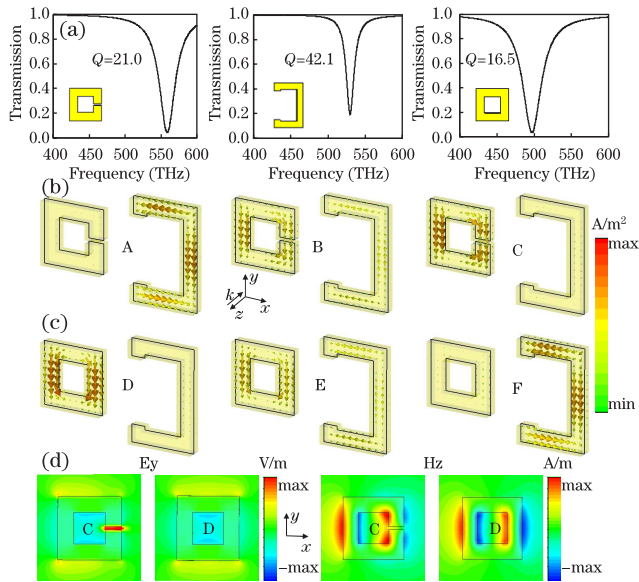 (a)
Transmission 1.0 0.8 0.6 0.4 0.2 0.0
Q=21.0
400 450 500 550 600
Frequency (THz)
Transmission 1.0 0.8 0.6 0.4 0.2 0.0
Q=42.1
400 450 500 550 600
Frequency (THz)
Transmission 1.0 0.8 0.6 0.4 0.2 0.0
Q=16.5
400 450 500 550 600
Frequency (THz)
(b)
A B C
k y z x
A/m²
max
min
(c)
D E F
(d)
Ey V/m
C D
max
−max
y x
Hz A/m
C D
max
−max